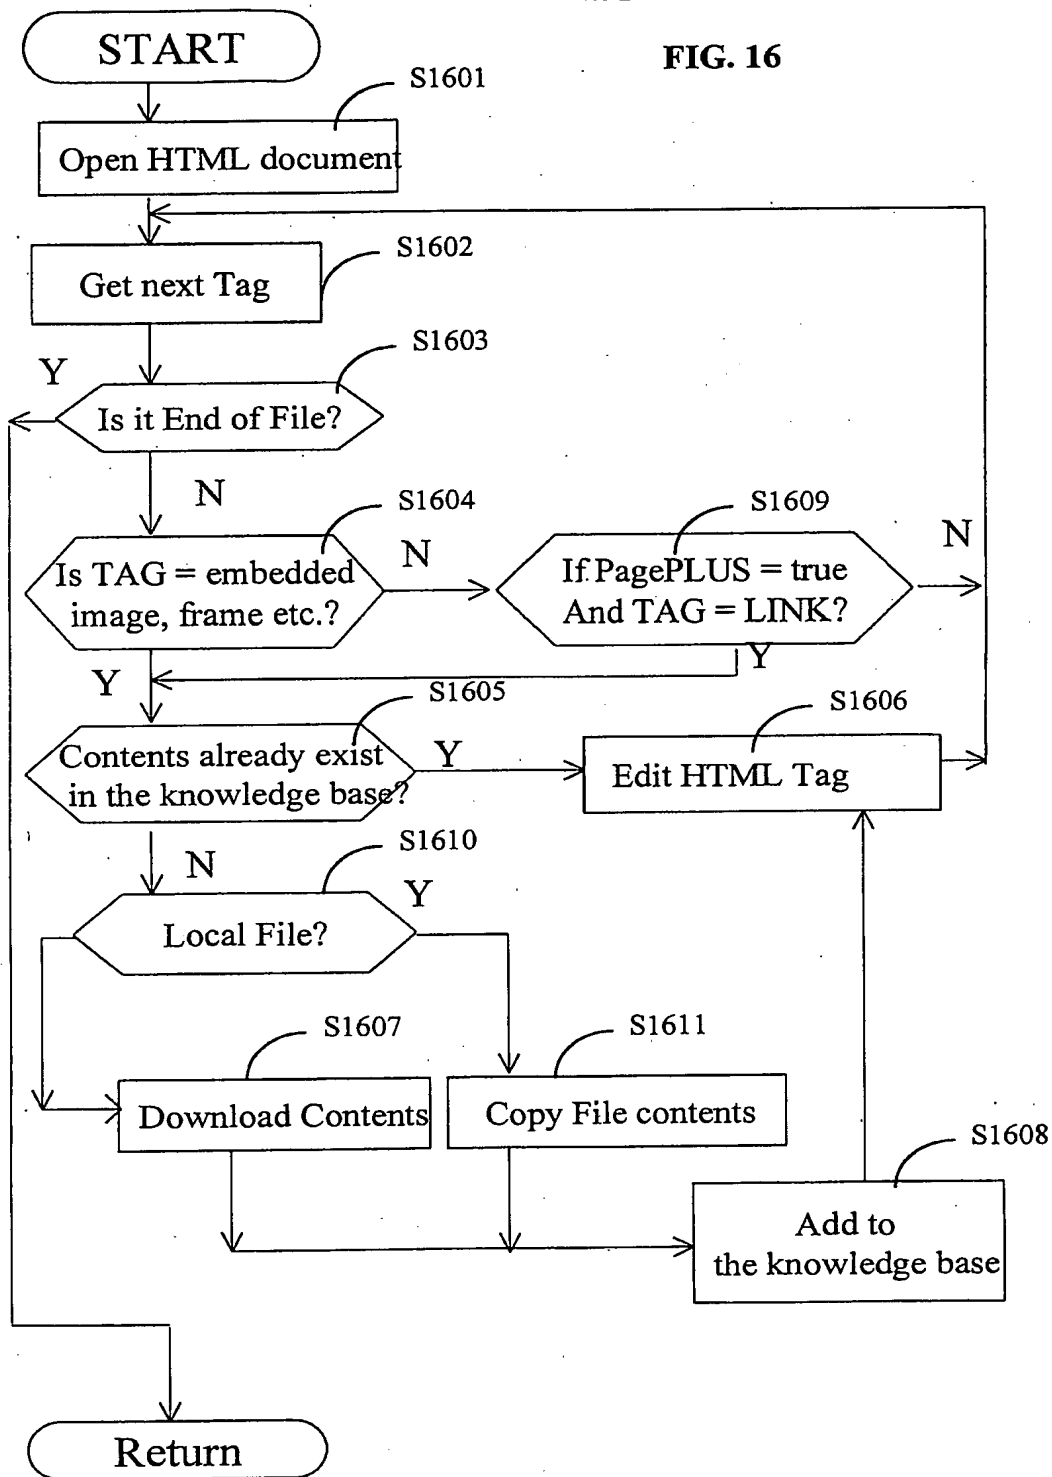 START
FIG. 16
S1601
Open HTML document
S1602
Get next Tag
S1603
Y
Is it End of File?
N
S1604
S1609
Is TAG = embedded
image, frame etc.?
N
If PagePLUS = true
And TAG = LINK?
N
Y
Y
S1605
S1606
Contents already exist
in the knowledge base?
Y
Edit HTML Tag
N
S1610
Y
Local File?
S1607
S1611
Download Contents
Copy File contents
S1608
Add to
the knowledge base
Return